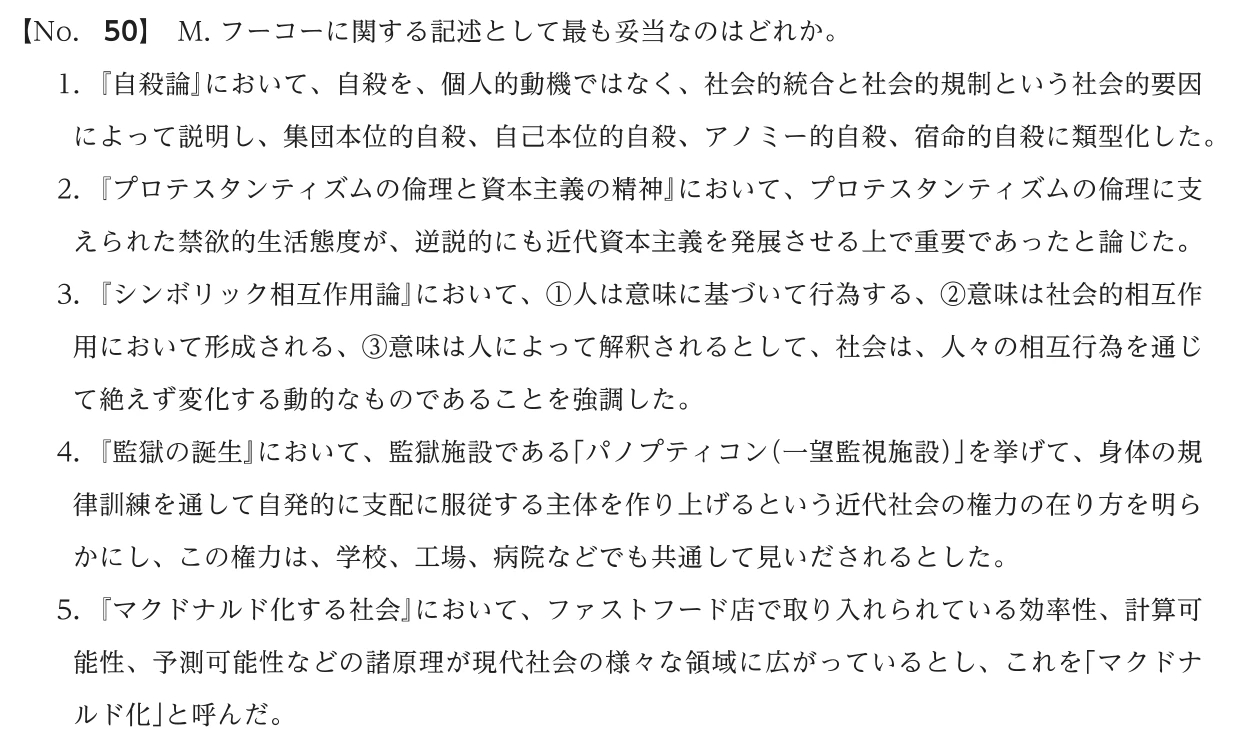 【No. 50】 M. フーコーに関する記述として最も妥当なのはどれか。
1. 『自殺論』において、自殺を、個人的動機ではなく、社会的統合と社会的規制という社会的要因
によって説明し、集団本位的自殺、自己本位的自殺、アノミー的自殺、宿命的自殺に類型化した。
2. 『プロテスタンティズムの倫理と資本主義の精神』において、プロテスタンティズムの倫理に支
えられた禁欲的生活態度が、逆説的にも近代資本主義を発展させる上で重要であったと論じた。
3. 『シンボリック相互作用論』において、①人は意味に基づいて行為する、②意味は社会的相互作
用において形成される、③意味は人によって解釈されるとして、社会は、人々の相互行為を通じ
て絶えず変化する動的なものであることを強調した。
4. 『監獄の誕生』において、監獄施設である「パノプティコン(一望監視施設)」を挙げて、身体の規
律訓練を通して自発的に支配に服従する主体を作り上げるという近代社会の権力の在り方を明ら
かにし、この権力は、学校、工場、病院などでも共通して見いだされるとした。
5. 『マクドナルド化する社会』において、ファストフード店で取り入れられている効率性、計算可
能性、予測可能性などの諸原理が現代社会の様々な領域に広がっているとし、これを「マクドナ
ルド化」と呼んだ。